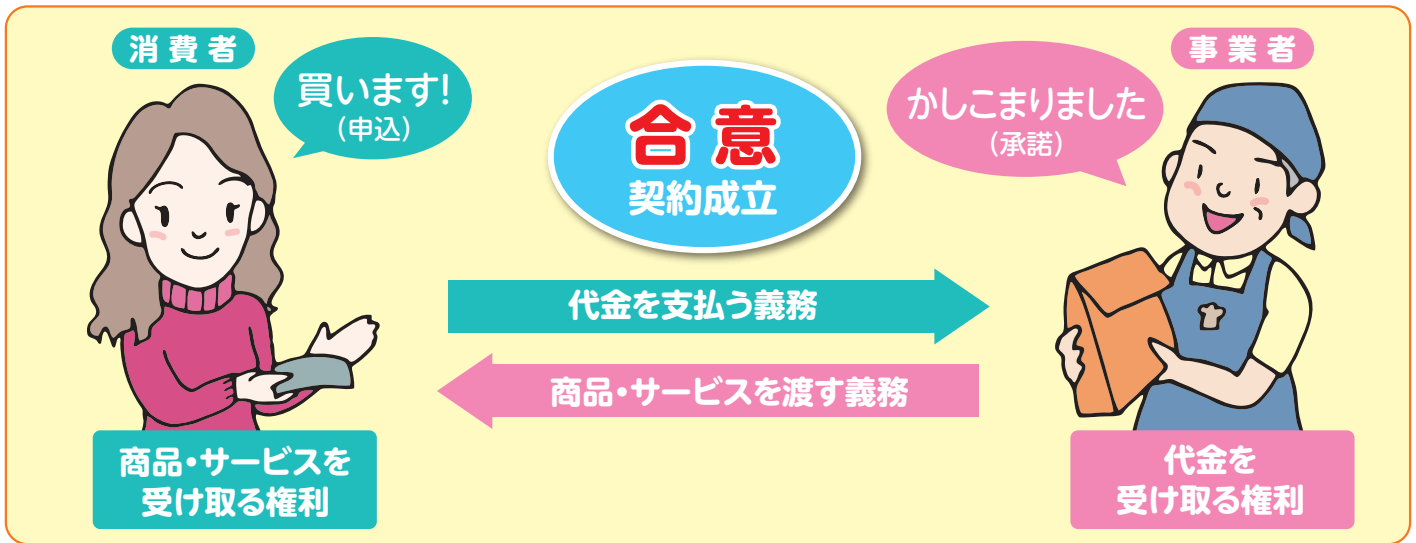 消費者
買います!
(申込)
合意
契約成立
事業者
かしこまりました
(承諾)
代金を支払う義務
商品・サービスを渡す義務
商品・サービスを
受け取る権利
代金を
受け取る権利